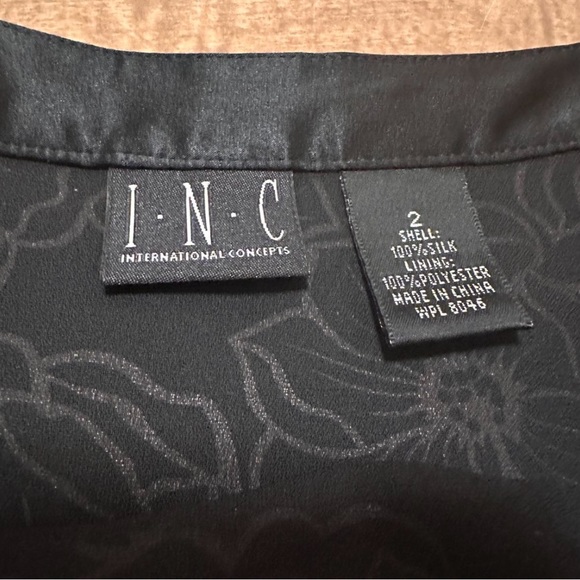 I·N·C
INTERNATIONAL CONCEPTS
2
SHELL:
100%SILK
LINING:
100%POLYESTER
MADE IN CHINA
WPL 8046